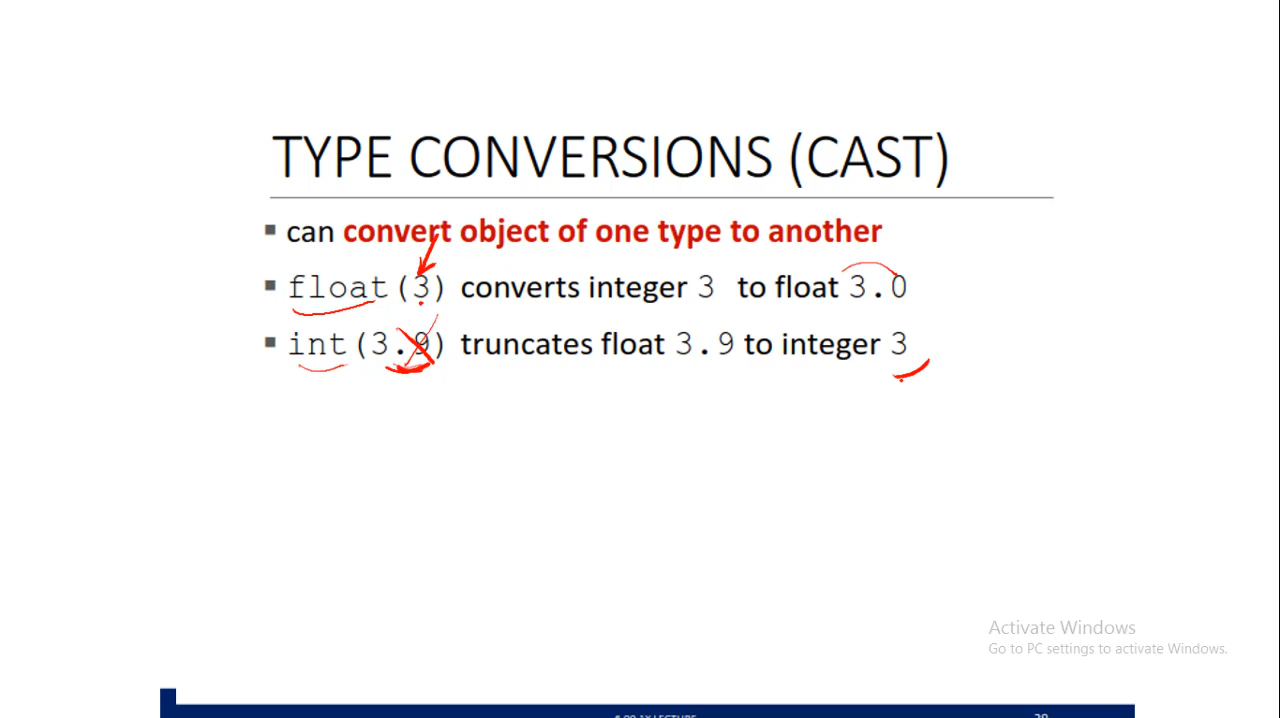 TYPE CONVERSIONS (CAST)
▪ can convert object of one type to another
▪ float(3) converts integer 3 to float 3.0
▪ int(3.9) truncates float 3.9 to integer 3
Activate Windows
Go to PC settings to activate Windows.
LECTURE